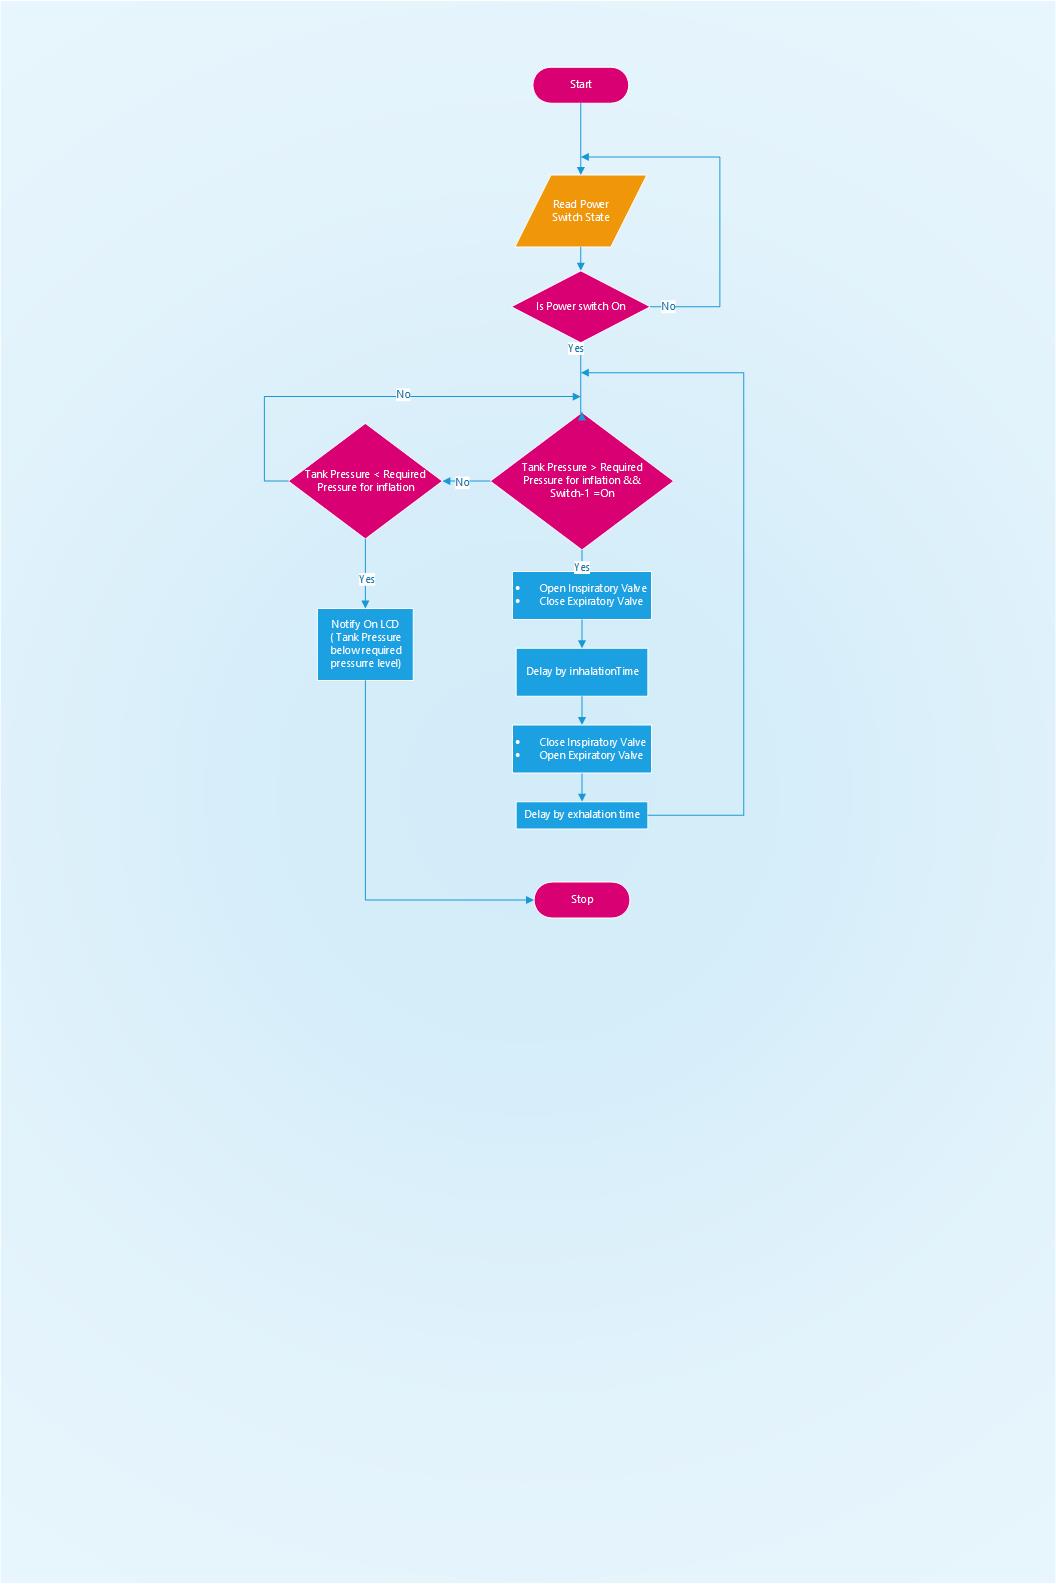 Start
Read Power
Switch State
Is Power switch On
No
Yes
No
Tank Pressure < Required
Pressure for inflation
No
Tank Pressure > Required
Pressure for inflation &&
Switch-1 =On
Yes
Yes
• Open Inspiratory Valve
• Close Expiratory Valve
Notify On LCD
( Tank Pressure
below required
pressurre level)
Delay by inhalationTime
• Close Inspiratory Valve
• Open Expiratory Valve
Delay by exhalation time
Stop